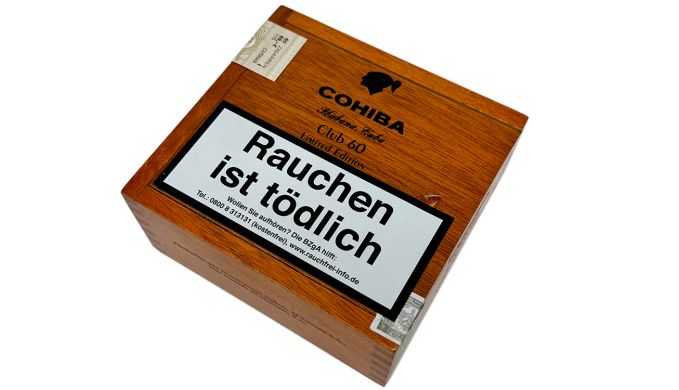 COHIBA
Habana, Cuba
Club 60
LIMITED EDITION
Rauchen
ist tödlich
Wollen Sie aufhören? Die BZgA hilft:
Tel.: 0800 8 313131 (kostenfrei), www.rauchfrei-info.de